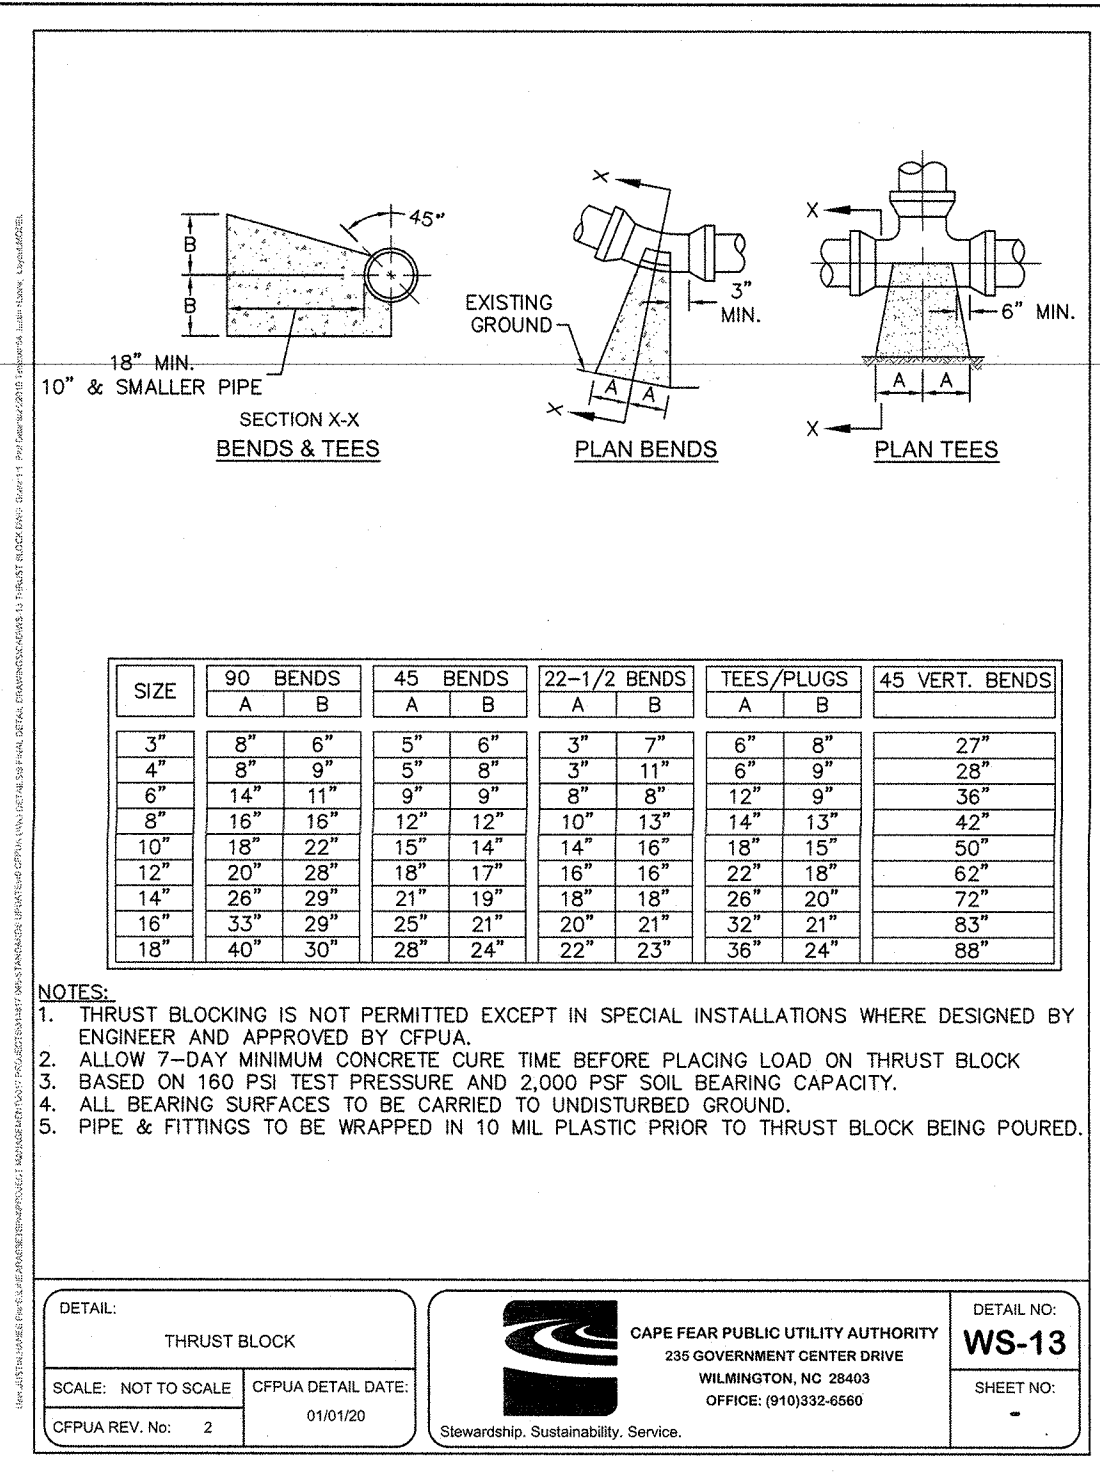 45°
B
B
18" MIN.
10" & SMALLER PIPE
SECTION X-X
BENDS & TEES
X
EXISTING
GROUND
3"
MIN.
A A
X
PLAN BENDS
X
6" MIN.
A A
X
PLAN TEES
SIZE 90 BENDS 45 BENDS 22-1/2 BENDS TEES/PLUGS 45 VERT. BENDS
A B A B A B A B
3" 8" 6" 5" 6" 3" 7" 6" 8" 27"
4" 8" 9" 5" 8" 3" 11" 6" 9" 28"
6" 14" 11" 9" 9" 8" 8" 12" 9" 36"
8" 16" 16" 12" 12" 10" 13" 14" 13" 42"
10" 18" 22" 15" 14" 14" 16" 18" 15" 50"
12" 20" 28" 18" 17" 16" 16" 22" 18" 62"
14" 26" 29" 21" 19" 18" 18" 26" 20" 72"
16" 33" 29" 25" 21" 20" 21" 32" 21" 83"
18" 40" 30" 28" 24" 22" 23" 36" 24" 88"
NOTES:
1. THRUST BLOCKING IS NOT PERMITTED EXCEPT IN SPECIAL INSTALLATIONS WHERE DESIGNED BY
ENGINEER AND APPROVED BY CFPUA.
2. ALLOW 7-DAY MINIMUM CONCRETE CURE TIME BEFORE PLACING LOAD ON THRUST BLOCK
3. BASED ON 160 PSI TEST PRESSURE AND 2,000 PSF SOIL BEARING CAPACITY.
4. ALL BEARING SURFACES TO BE CARRIED TO UNDISTURBED GROUND.
5. PIPE & FITTINGS TO BE WRAPPED IN 10 MIL PLASTIC PRIOR TO THRUST BLOCK BEING POURED.
DETAIL:
THRUST BLOCK
SCALE: NOT TO SCALE
CFPUA REV. No: 2
CFPUA DETAIL DATE:
01/01/20
CAPE FEAR PUBLIC UTILITY AUTHORITY
235 GOVERNMENT CENTER DRIVE
WILMINGTON, NC 28403
OFFICE: (910)332-6560
Stewardship. Sustainability. Service.
DETAIL NO:
WS-13
SHEET NO:
-